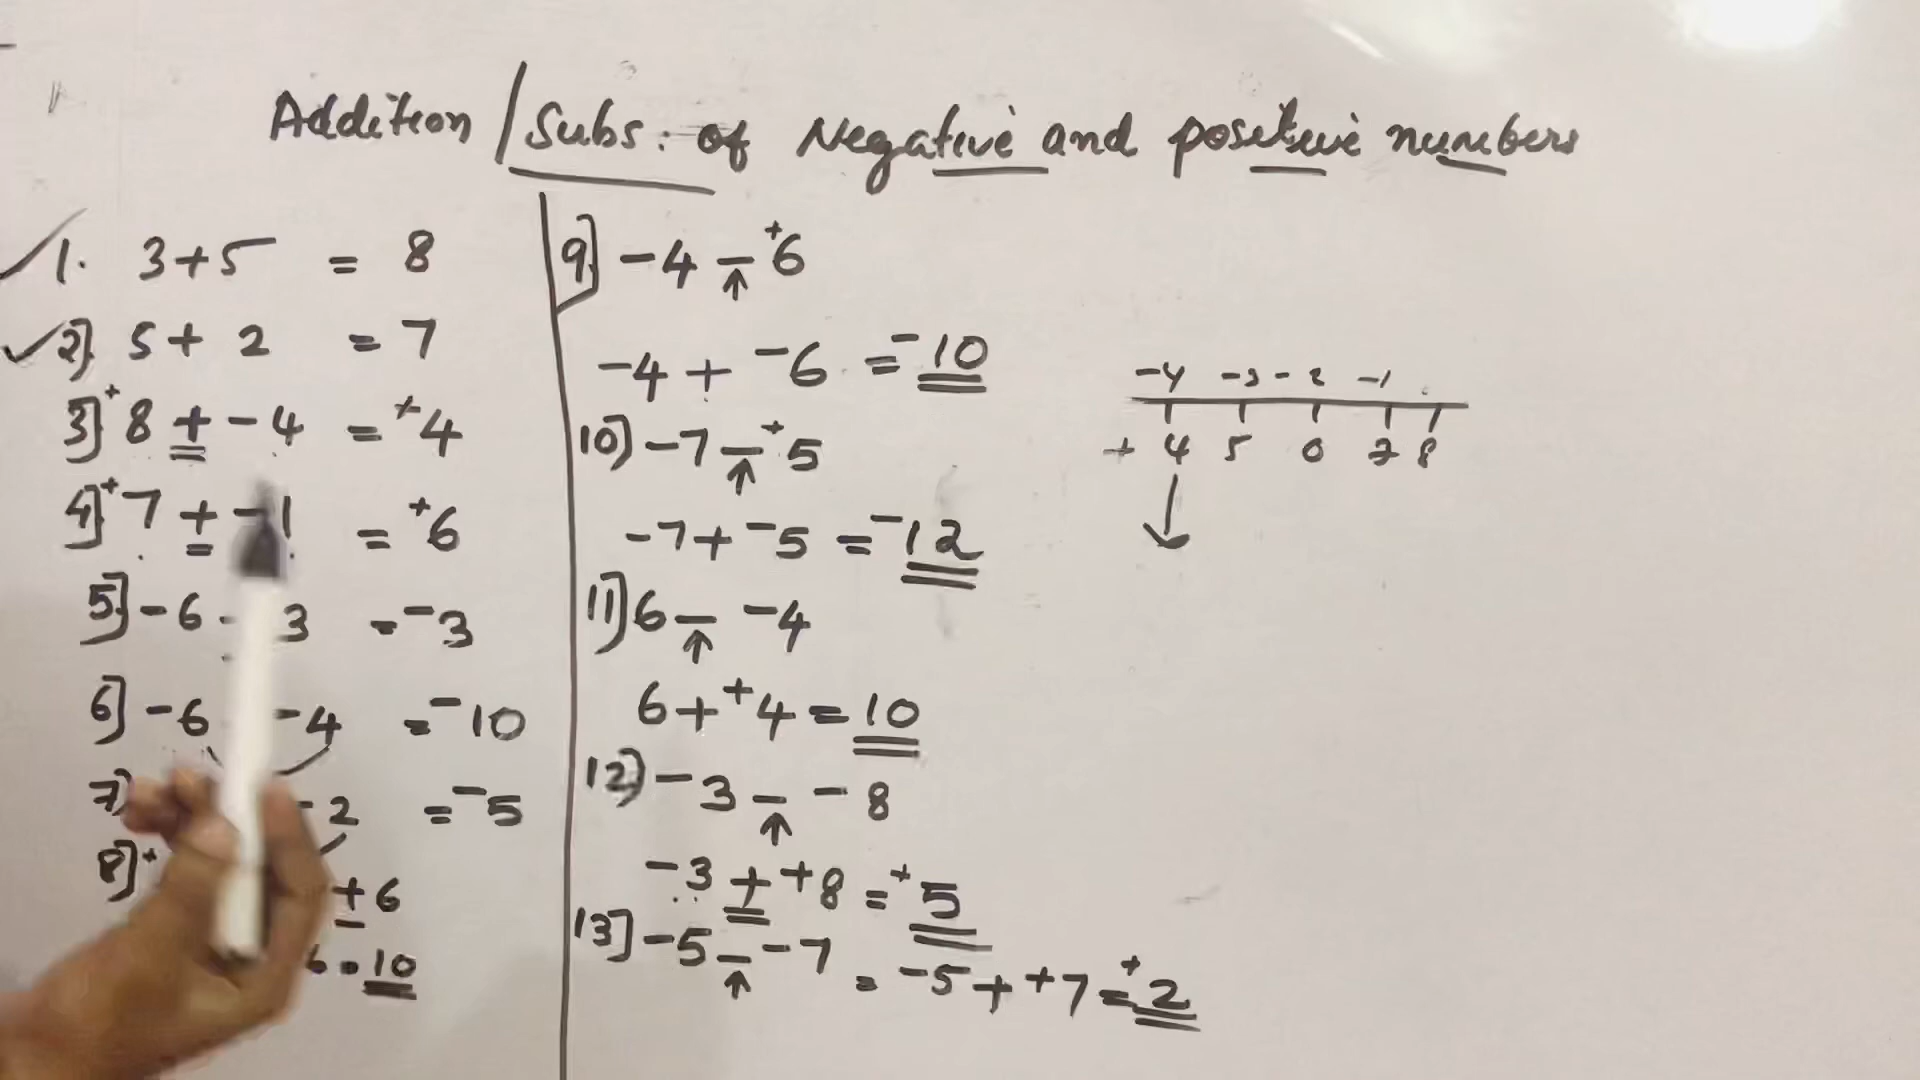 Addition / Subs: of Negative and positive numbers
1. 3+5 = 8
2] 5 + 2 = 7
3] +8 + -4 = +4
4] +7 + -1 = +6
5] -6 3 = -3
6] -6 -4 = -10
7] -2 = -5
8] + + 6
6 = 10
9] -4 - +6
-4 + -6 = -10
10) -7 - +5
-7 + -5 = -12
11] 6 - -4
6 + +4 = 10
12) -3 - -8
-3 + +8 = +5
13] -5 - -7 = -5 + +7 = +2
-4 -3 -2 -1
+ 4 5 6 7 8